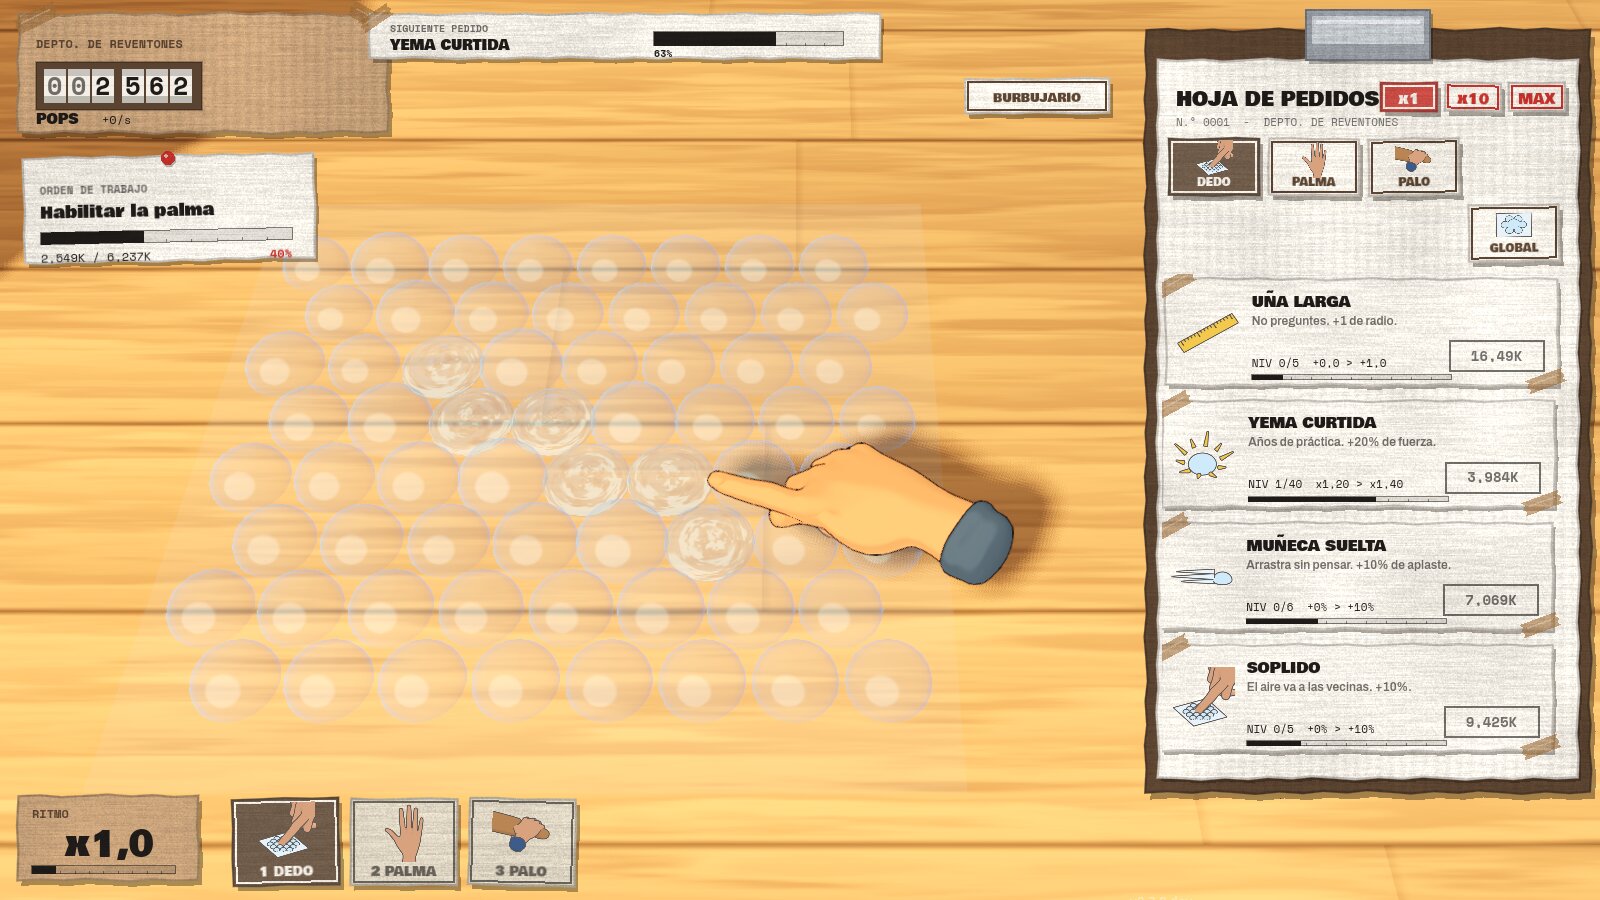 DEPTO. DE REVENTONES
002562
POPS +0/s
SIGUIENTE PEDIDO
YEMA CURTIDA
63%
BURBUJARIO
ORDEN DE TRABAJO
Habilitar la palma
2,549K / 6,237K
40%
HOJA DE PEDIDOS
x1
x10
MAX
N.º 0001 - DEPTO. DE REVENTONES
DEDO
PALMA
PALO
GLOBAL
UÑA LARGA
No preguntes. +1 de radio.
NIV 0/5 +0,0 > +1,0
16,49K
YEMA CURTIDA
Años de práctica. +20% de fuerza.
NIV 1/40 x1,20 > x1,40
3,984K
MUÑECA SUELTA
Arrastra sin pensar. +10% de aplaste.
NIV 0/6 +0% > +10%
7,069K
SOPLIDO
El aire va a las vecinas. +10%.
NIV 0/5 +0% > +10%
9,425K
RITMO
x1,0
1 DEDO
2 PALMA
3 PALO